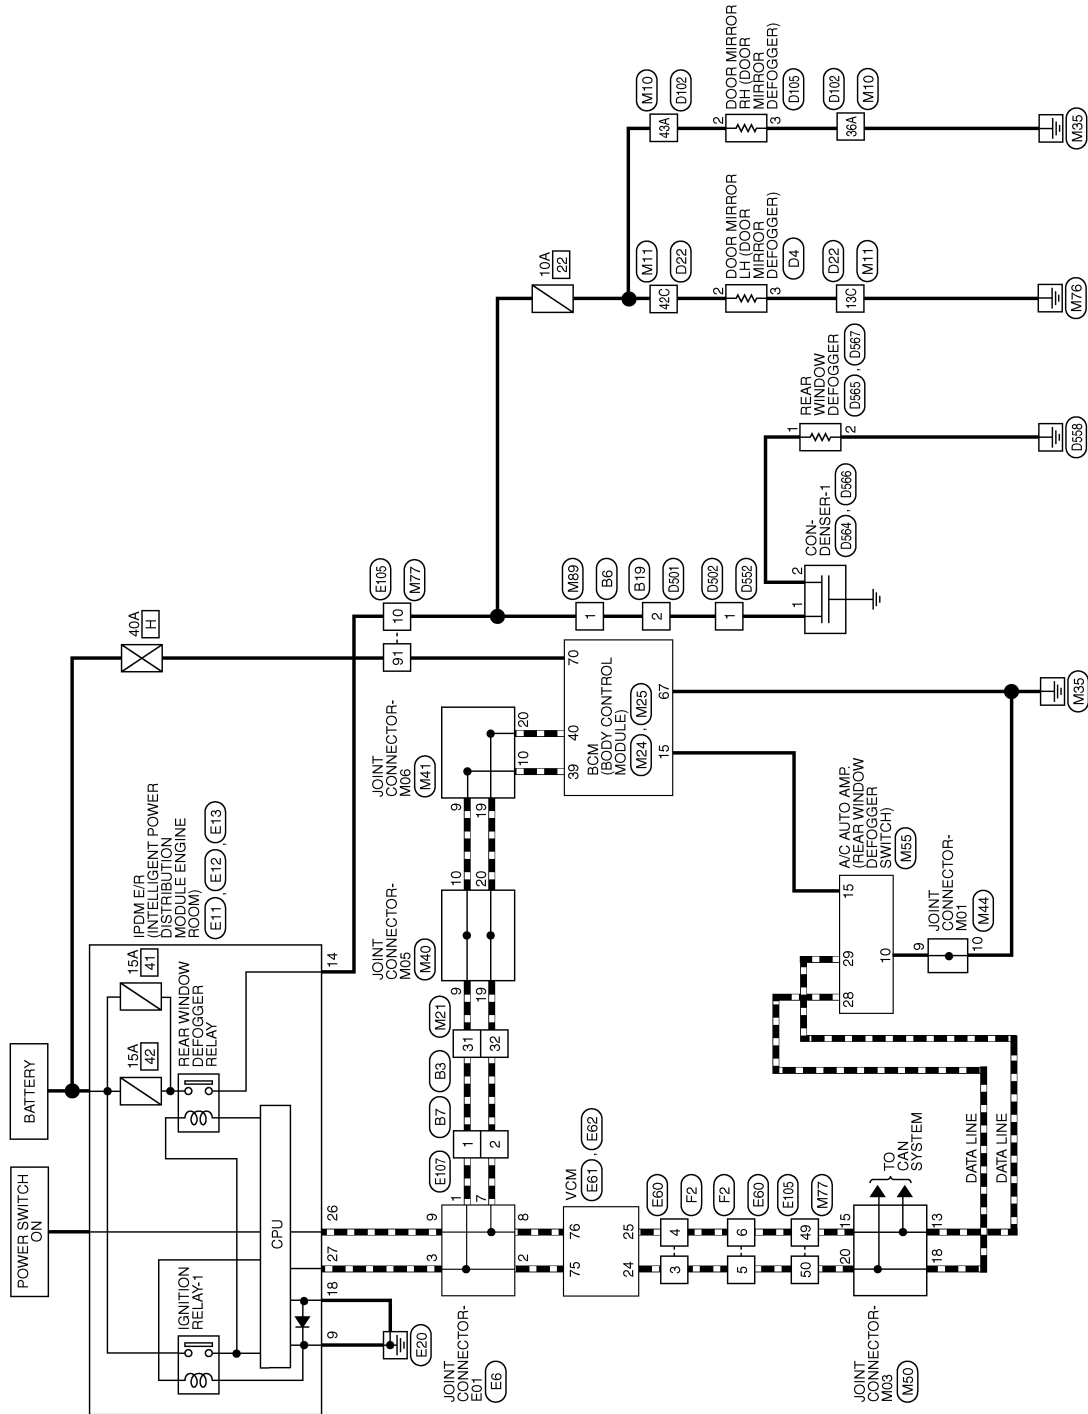 BATTERY
POWER SWITCH
ON
40A
H
IPDM E/R
(INTELLIGENT POWER
DISTRIBUTION
MODULE ENGINE
ROOM)
E11 , E12 , E13
15A
41
15A
42
REAR WINDOW
DEFOGGER
RELAY
IGNITION
RELAY-1
CPU
14
26
27
18
9
E20
E105
M77
91
10
10A
22
M10
D102
43A
DOOR MIRROR
RH (DOOR
MIRROR
DEFOGGER)
D105
2
3
D102
M10
36A
M35
M11
D22
42C
DOOR MIRROR
LH (DOOR
MIRROR
DEFOGGER)
D4
2
3
D22
M11
13C
M76
REAR
WINDOW
DEFOGGER
D565 , D567
1
2
D558
CON-
DENSER-1
D564 , D566
1
2
M89
B6
1
B19
D501
2
D502
D552
1
JOINT
CONNECTOR-
M06
M41
9
19
10
20
BCM
(BODY CONTROL
MODULE)
M24 , M25
39
40
70
15
67
M35
JOINT
CONNECTOR-
M05
M40
10
20
9
19
M21
31
32
B3
B7
1
2
E107
JOINT
CONNECTOR-
E01
E6
3
9
1
7
2
8
VCM
E61 , E62
75
76
24
25
E60
3
4
F2
F2
5
6
E60
E105
50
49
M77
JOINT
CONNECTOR-
M03
M50
20
15
18
13
TO
CAN
SYSTEM
DATA LINE
DATA LINE
A/C AUTO AMP.
(REAR WINDOW
DEFOGGER
SWITCH)
M55
28
29
15
10
JOINT
CONNECTOR-
M01
M44
9
10